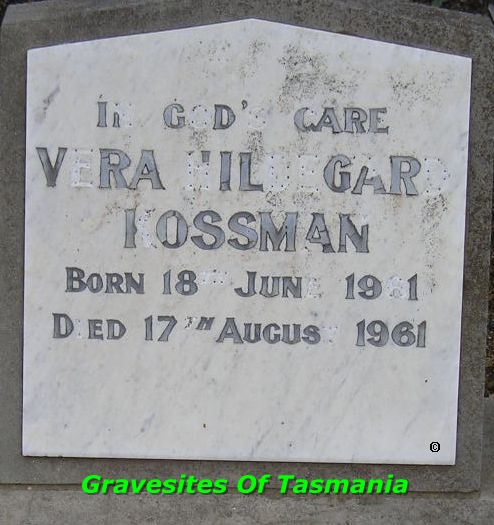 IN GOD'S CARE
VERA HILDEGARD
KOSSMAN
BORN 18TH JUNE 1961
DIED 17TH AUGUST 1961
©
Gravesites Of Tasmania